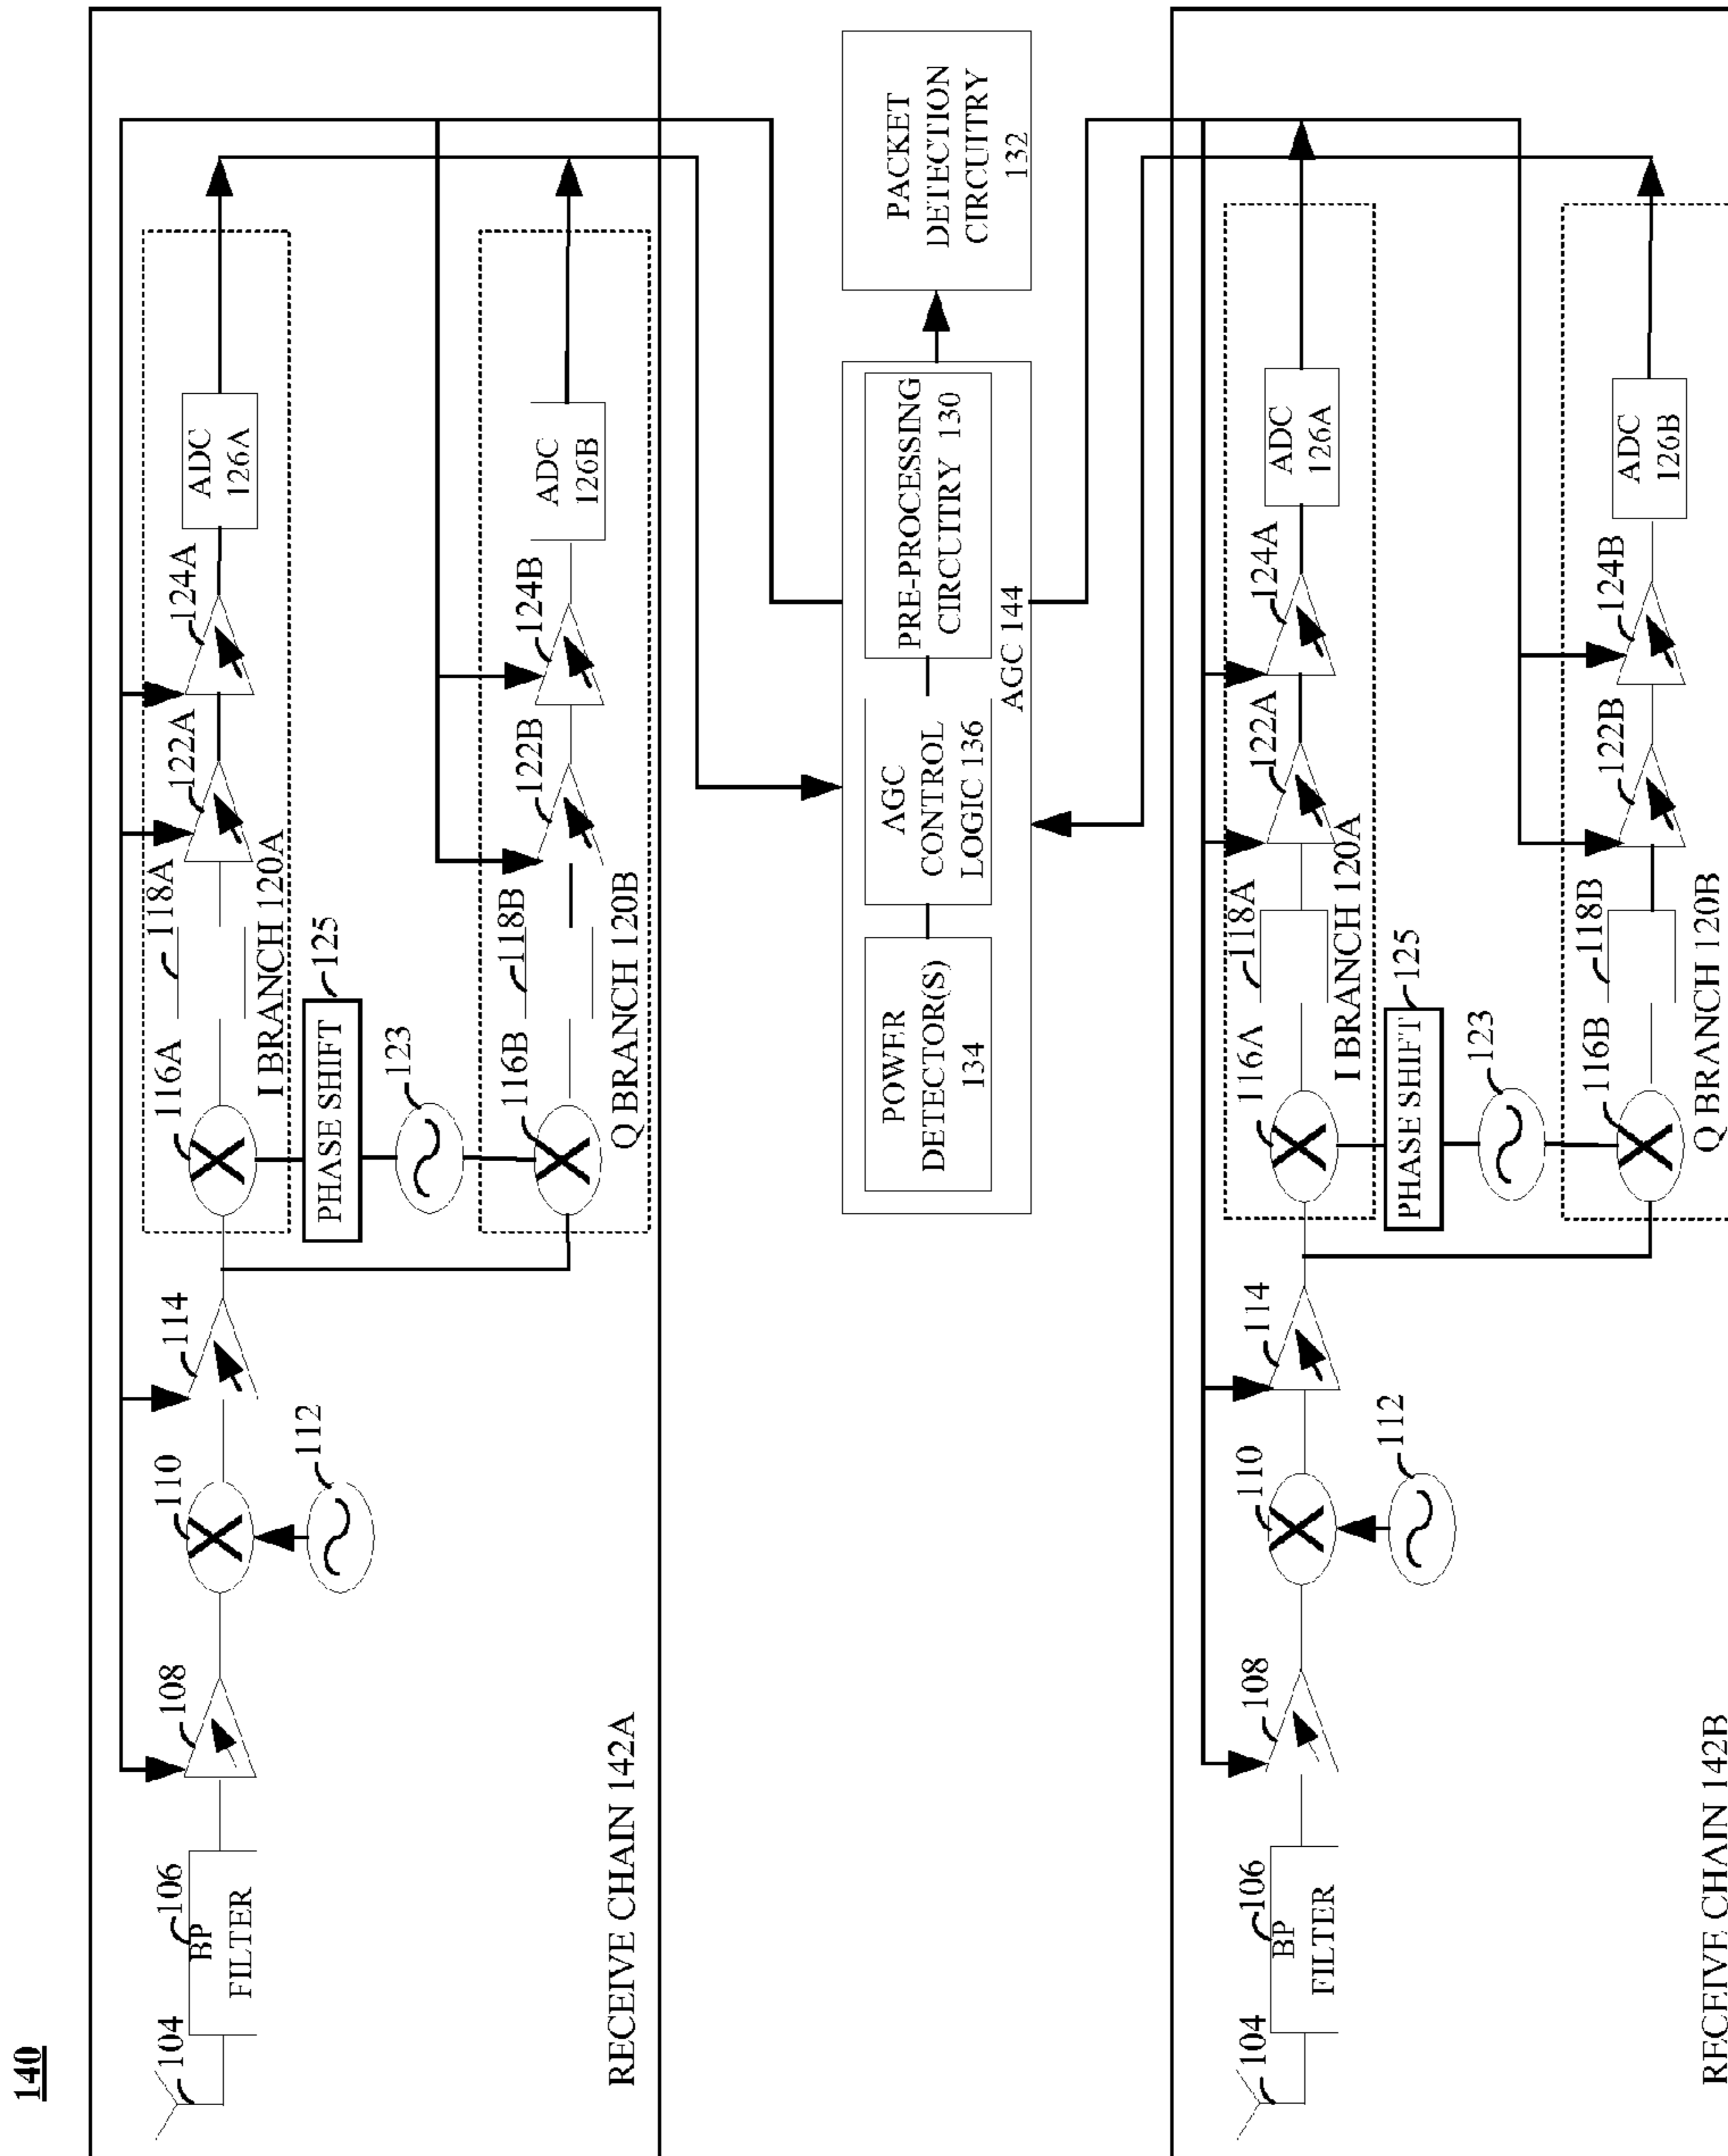 140
RECEIVE CHAIN 142A
104
106
BP
FILTER
108
110
112
114
116A
118A
122A
124A
ADC
126A
I BRANCH 120A
PHASE SHIFT
125
123
116B
118B
122B
124B
ADC
126B
Q BRANCH 120B
POWER
DETECTOR(S)
134
AGC
CONTROL
LOGIC 136
PRE-PROCESSING
CIRCUITRY 130
AGC 144
PACKET
DETECTION
CIRCUITRY
132
104
106
BP
FILTER
108
110
112
114
116A
118A
122A
124A
ADC
126A
I BRANCH 120A
PHASE SHIFT
125
123
116B
118B
122B
124B
ADC
126B
Q BRANCH 120B
RECEIVE CHAIN 142B